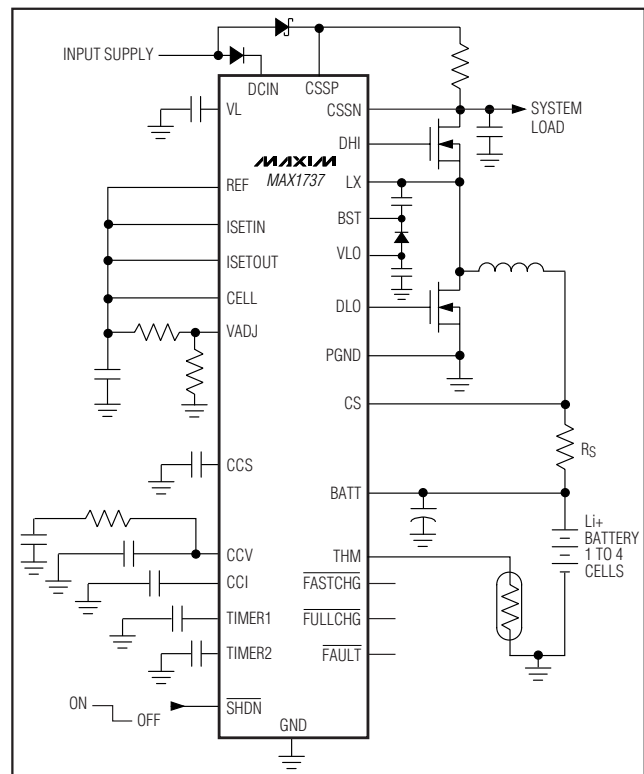 INPUT SUPPLY
DCIN
CSSP
VL
CSSN
SYSTEM
LOAD
DHI
MAXIM
MAX1737
REF
LX
ISETIN
BST
ISETOUT
VLO
CELL
DLO
VADJ
PGND
CS
RS
CCS
BATT
Li+
BATTERY
1 TO 4
CELLS
CCV
THM
CCI
FASTCHG
TIMER1
FULLCHG
TIMER2
FAULT
ON
OFF
SHDN
GND